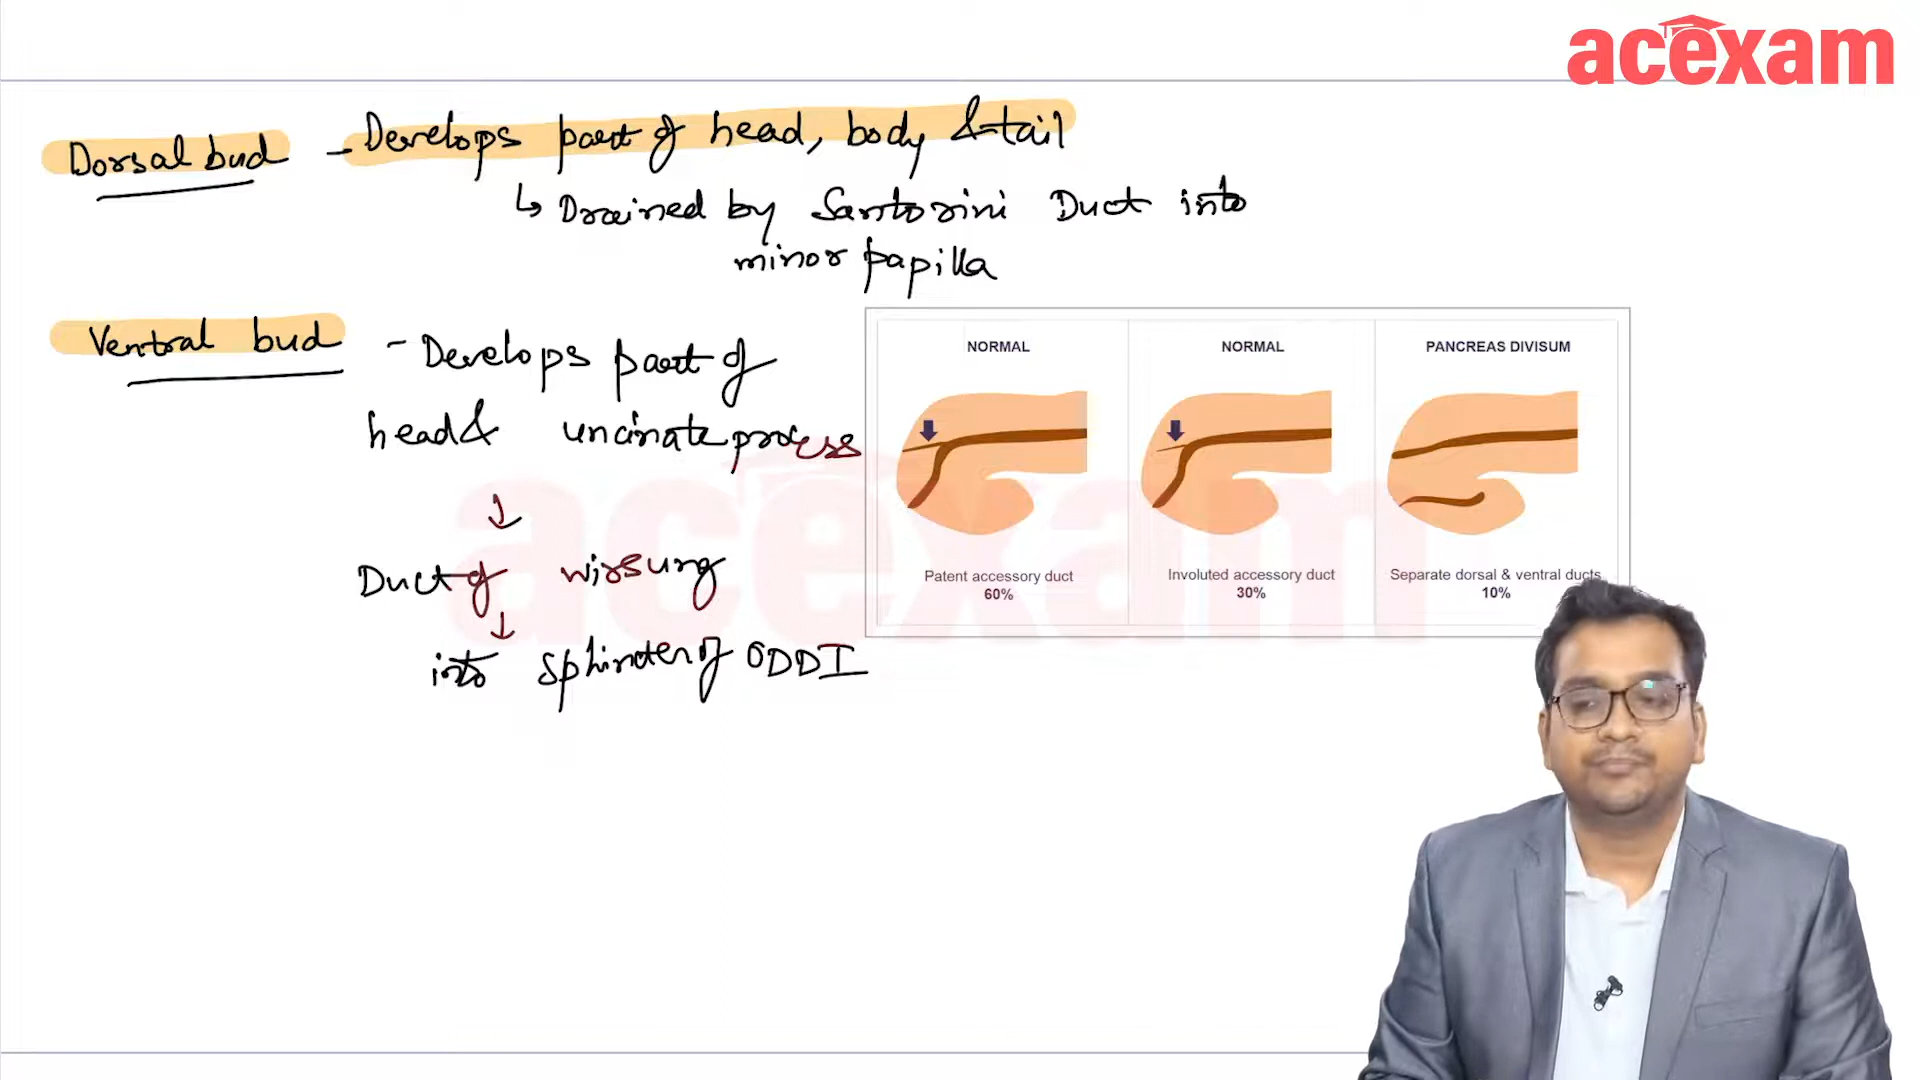 acexam
Dorsal bud - Develops part of head, body & tail
↳ Drained by Santorini Duct into
minor papilla
Ventral bud - Develops part of
head & uncinate process
↓
Duct of wirsung
↓
into sphincter of ODDI
NORMAL
Patent accessory duct
60%
NORMAL
Involuted accessory duct
30%
PANCREAS DIVISUM
Separate dorsal & ventral ducts
10%
acexam